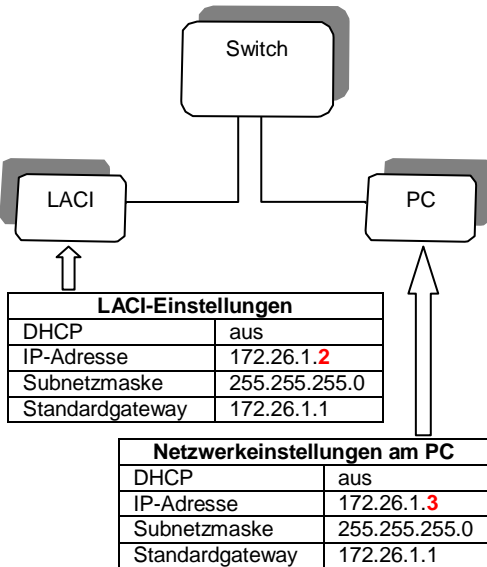 Switch
LACI
PC
LACI-Einstellungen
DHCP aus
IP-Adresse 172.26.1.2
Subnetzmaske 255.255.255.0
Standardgateway 172.26.1.1
Netzwerkeinstellungen am PC
DHCP aus
IP-Adresse 172.26.1.3
Subnetzmaske 255.255.255.0
Standardgateway 172.26.1.1